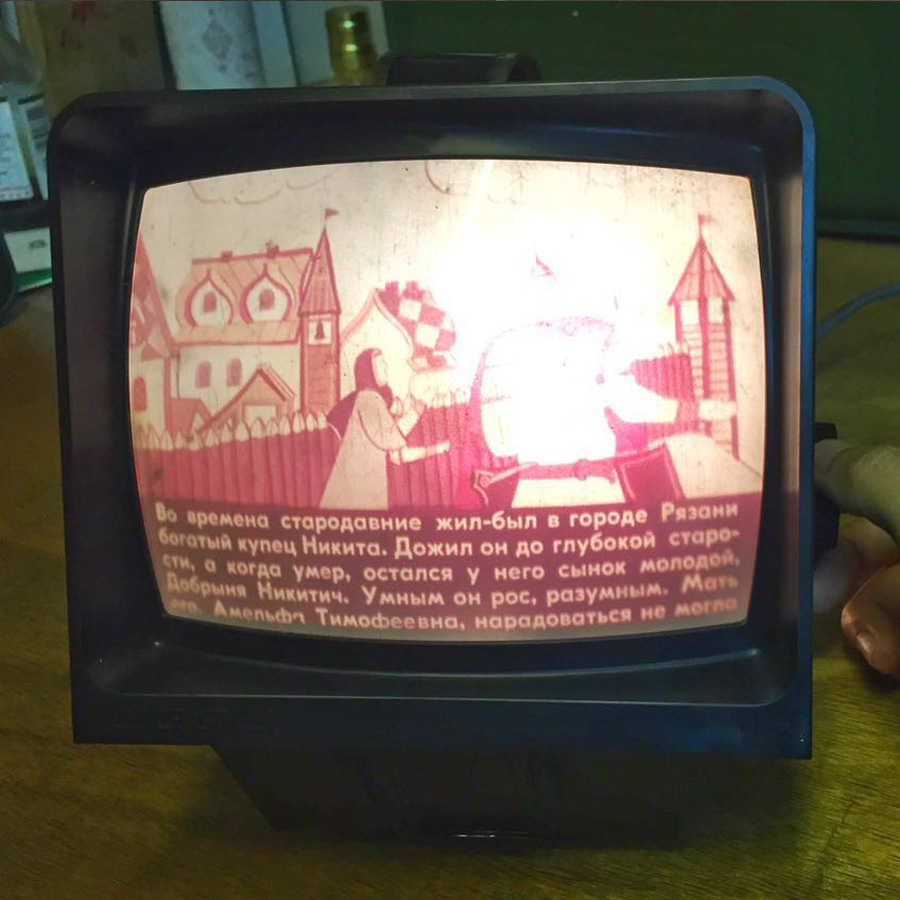 Во времена стародавние жил-был в городе Рязани
богатый купец Никита. Дожил он до глубокой старо-
сти, а когда умер, остался у него сынок молодой,
Добрыня Никитич. Умным он рос, разумным. Мать
его, Амельфа Тимофеевна, нарадоваться не могла